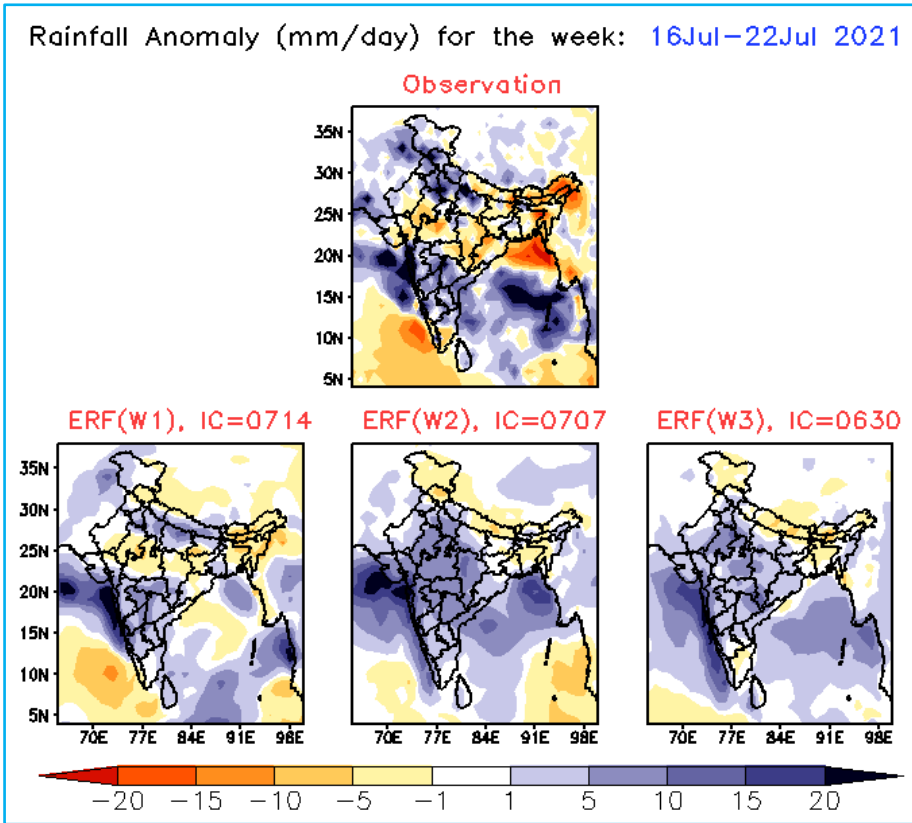 Rainfall Anomaly (mm/day) for the week: 16Jul-22Jul 2021
Observation
35N
30N
25N
20N
15N
10N
5N
ERF(W1), IC=0714 ERF(W2), IC=0707 ERF(W3), IC=0630
35N
30N
25N
20N
15N
10N
5N
70E 77E 84E 91E 98E 70E 77E 84E 91E 98E 70E 77E 84E 91E 98E
-20 -15 -10 -5 -1 1 5 10 15 20